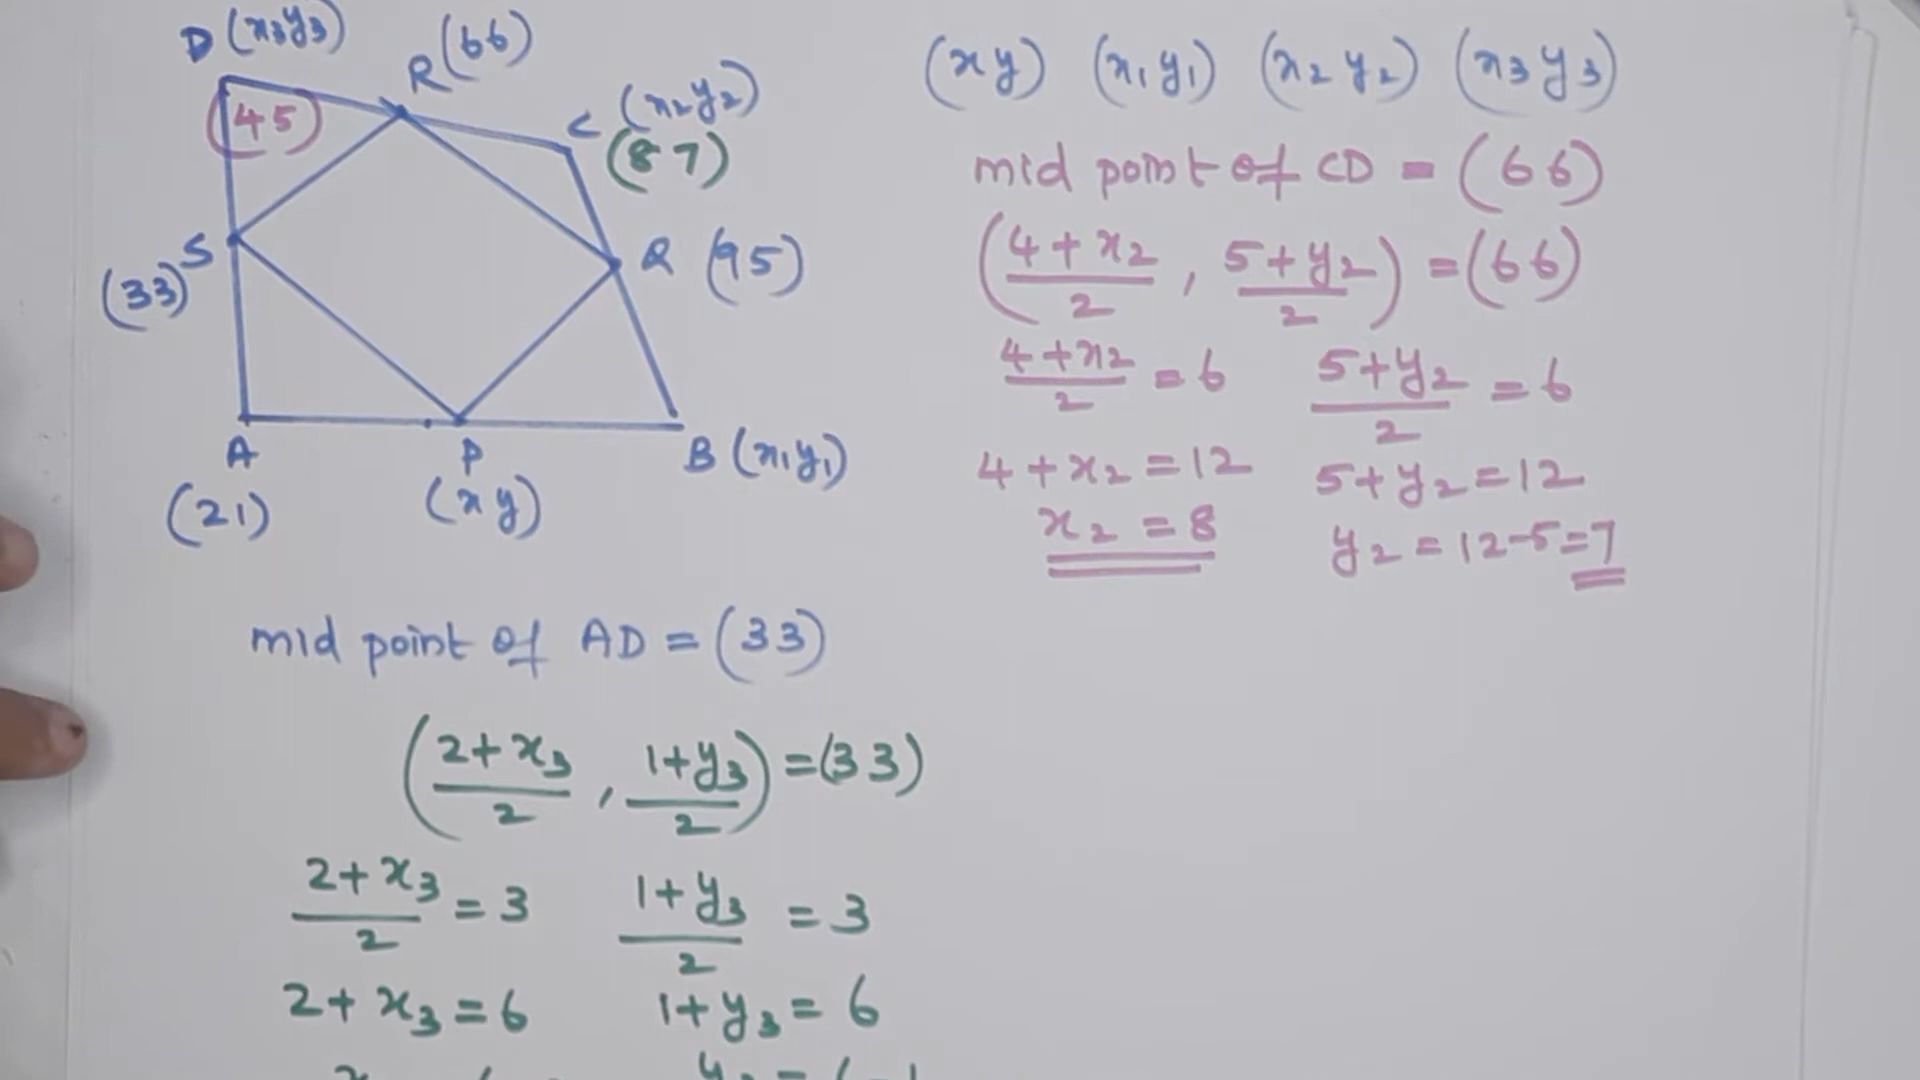 D (x3y3)
R (66)
C (x2y2)
(45)
(87)
S
(33)
Q (95)
A
(21)
P
(x y)
B (x1y1)
(xy) (x1y1) (x2y2) (x3y3)
mid point of CD = (66)
(4+x2/2, 5+y2/2) = (66)
4+x2/2 = 6 5+y2/2 = 6
4+x2 = 12 5+y2 = 12
x2 = 8 y2 = 12-5 = 7
mid point of AD = (33)
(2+x3/2, 1+y3/2) = (33)
2+x3/2 = 3 1+y3/2 = 3
2+x3 = 6 1+y3 = 6